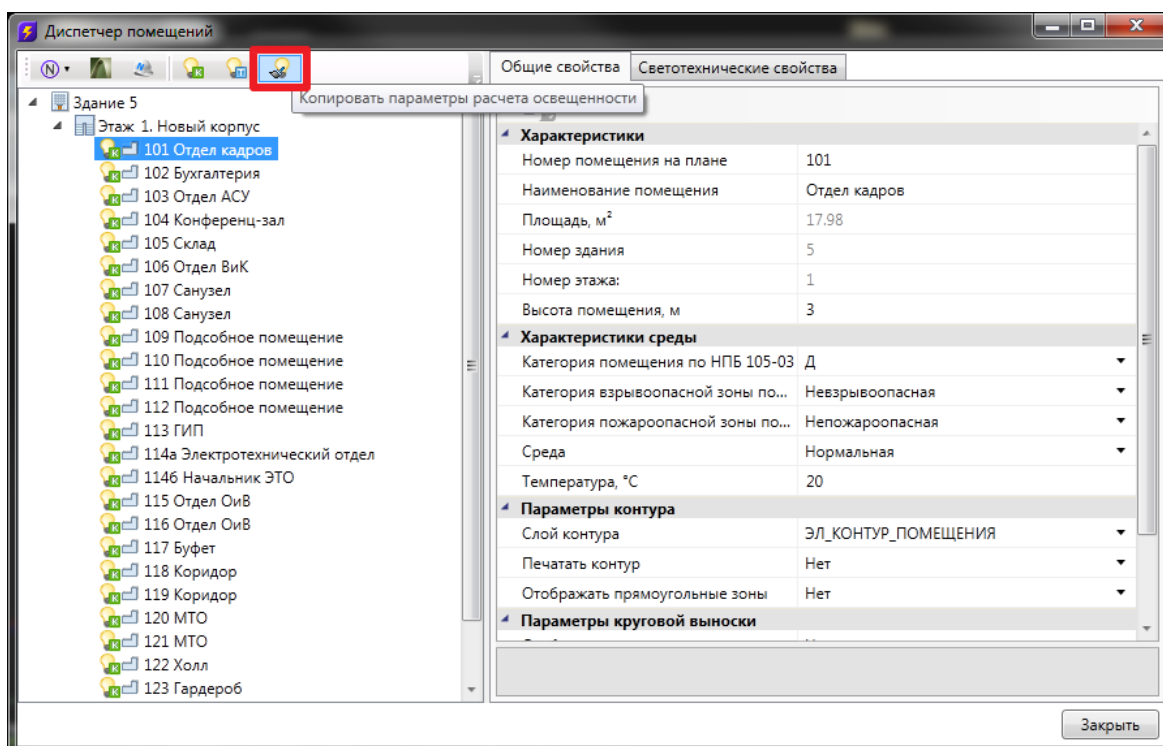 Диспетчер помещений
Общие свойства
Светотехнические свойства
Копировать параметры расчета освещенности
Здание 5
Этаж 1. Новый корпус
101 Отдел кадров
102 Бухгалтерия
103 Отдел АСУ
104 Конференц-зал
105 Склад
106 Отдел ВиК
107 Санузел
108 Санузел
109 Подсобное помещение
110 Подсобное помещение
111 Подсобное помещение
112 Подсобное помещение
113 ГИП
114а Электротехнический отдел
114б Начальник ЭТО
115 Отдел ОиВ
116 Отдел ОиВ
117 Буфет
118 Коридор
119 Коридор
120 МТО
121 МТО
122 Холл
123 Гардероб
Характеристики
Номер помещения на плане 101
Наименование помещения Отдел кадров
Площадь, м² 17.98
Номер здания 5
Номер этажа: 1
Высота помещения, м 3
Характеристики среды
Категория помещения по НПБ 105-03 Д
Категория взрывоопасной зоны по... Невзрывоопасная
Категория пожароопасной зоны по... Непожароопасная
Среда Нормальная
Температура, °С 20
Параметры контура
Слой контура ЭЛ_КОНТУР_ПОМЕЩЕНИЯ
Печатать контур Нет
Отображать прямоугольные зоны Нет
Параметры круговой выноски
Закрыть